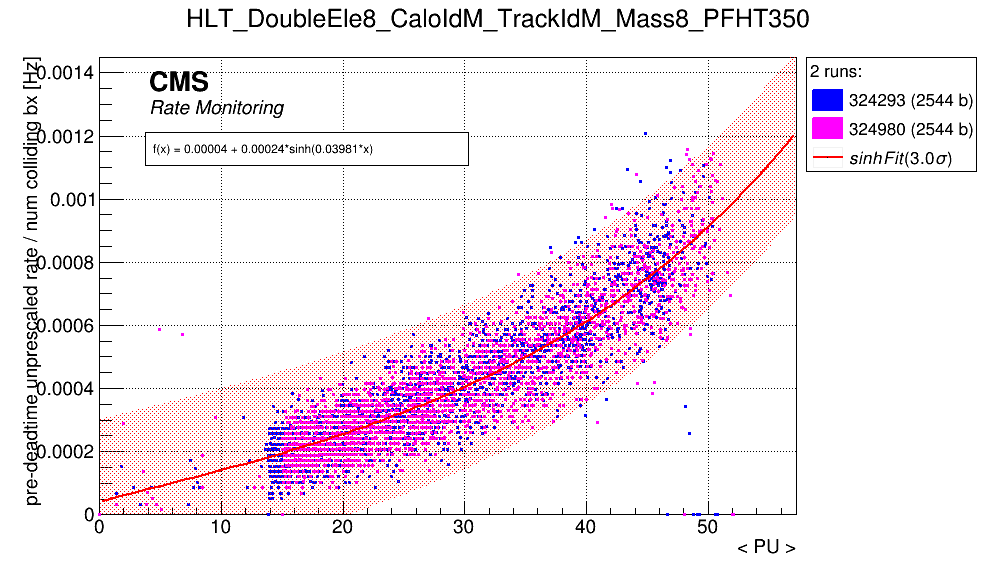 HLT_DoubleEle8_CaloIdM_TrackIdM_Mass8_PFHT350
pre-deadtime unprescaled rate / num colliding bx [Hz]
CMS
Rate Monitoring
f(x) = 0.00004 + 0.00024*sinh(0.03981*x)
0.0014
0.0012
0.001
0.0008
0.0006
0.0004
0.0002
0
0 10 20 30 40 50
< PU >
2 runs:
324293 (2544 b)
324980 (2544 b)
sinhFit(3.0σ)